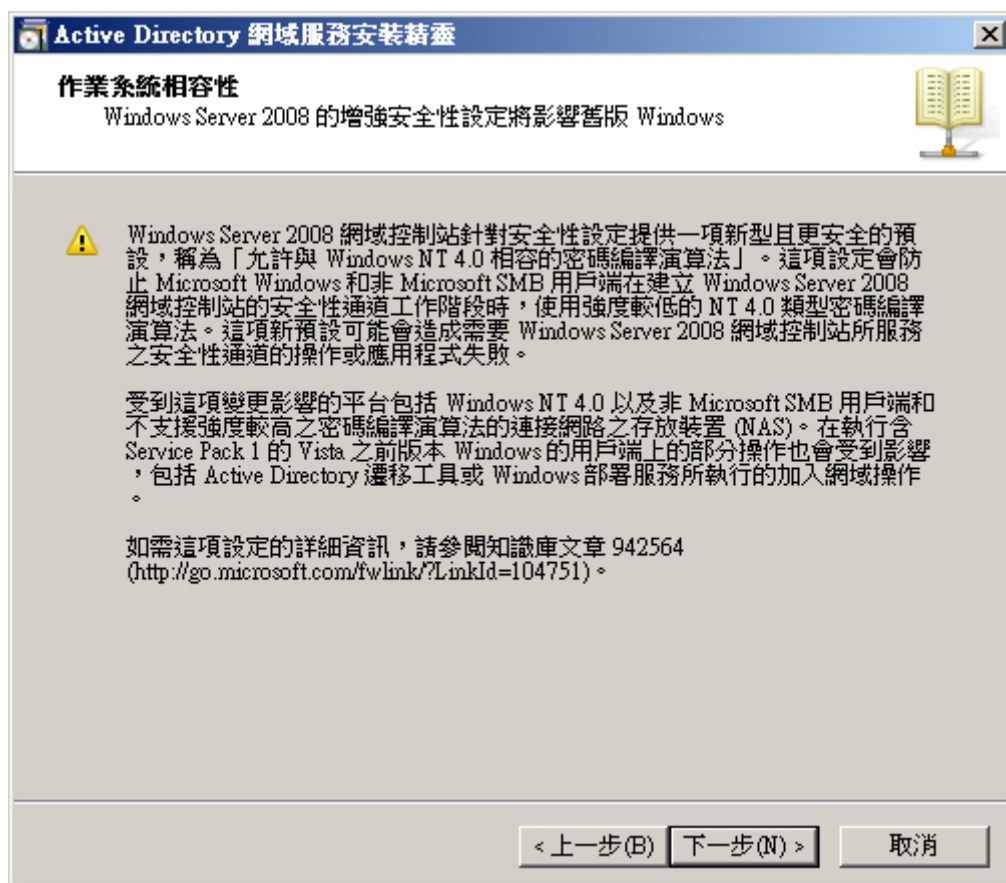 Active Directory 網域服務安裝精靈
作業系統相容性
Windows Server 2008 的增強安全性設定將影響舊版 Windows
Windows Server 2008 網域控制站針對安全性設定提供一項新型且更安全的預
設，稱為「允許與 Windows NT 4.0 相容的密碼編譯演算法」。這項設定會防
止 Microsoft Windows 和非 Microsoft SMB 用戶端在建立 Windows Server 2008
網域控制站的安全性通道工作階段時，使用強度較低的 NT 4.0 類型密碼編譯
演算法。這項新預設可能會造成需要 Windows Server 2008 網域控制站所服務
之安全性通道的操作或應用程式失敗。
受到這項變更影響的平台包括 Windows NT 4.0 以及非 Microsoft SMB 用戶端和
不支援強度較高之密碼編譯演算法的連接網路之存放裝置 (NAS)。在執行含
Service Pack 1 的 Vista 之前版本 Windows 的用戶端上的部分操作也會受到影響
，包括 Active Directory 遷移工具或 Windows 部署服務所執行的加入網域操作
。
如需這項設定的詳細資訊，請參閱知識庫文章 942564
(http://go.microsoft.com/fwlink/?LinkId=104751)。
< 上一步(B) 下一步(N) > 取消